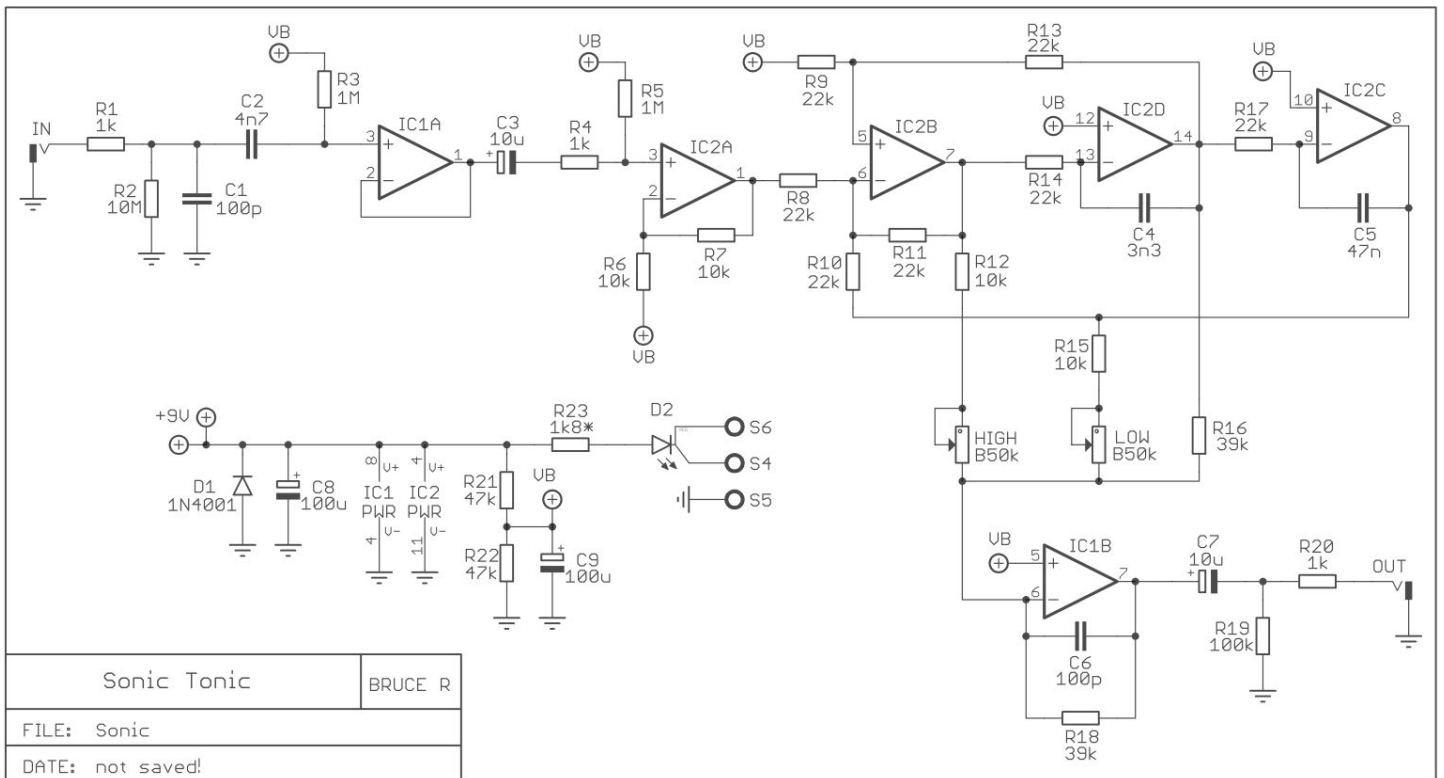 VB
R3
1M
VB
R5
1M
VB
R9
22k
R13
22k
VB
10
IC2C
8
9
IN
R1
1k
C2
4n7
R2
10M
C1
100p
3
2
IC1A
1
C3
10u
R4
1k
3
2
IC2A
1
R6
10k
R7
10k
VB
R8
22k
5
6
IC2B
7
R10
22k
R11
22k
R12
10k
VB
12
13
IC2D
14
R14
22k
C4
3n3
R17
22k
C5
47n
R15
10k
HIGH
B50k
LOW
B50k
R16
39k
+9V
D1
1N4001
C8
100u
8
V+
IC1
PWR
V-
4
4
V+
IC2
PWR
V-
11
R21
47k
R22
47k
VB
C9
100u
R23
1k8*
D2
S6
S4
S5
VB
5
6
IC1B
7
C6
100p
R18
39k
C7
10u
R19
100k
R20
1k
OUT
Sonic Tonic
BRUCE R
FILE: Sonic
DATE: not saved!